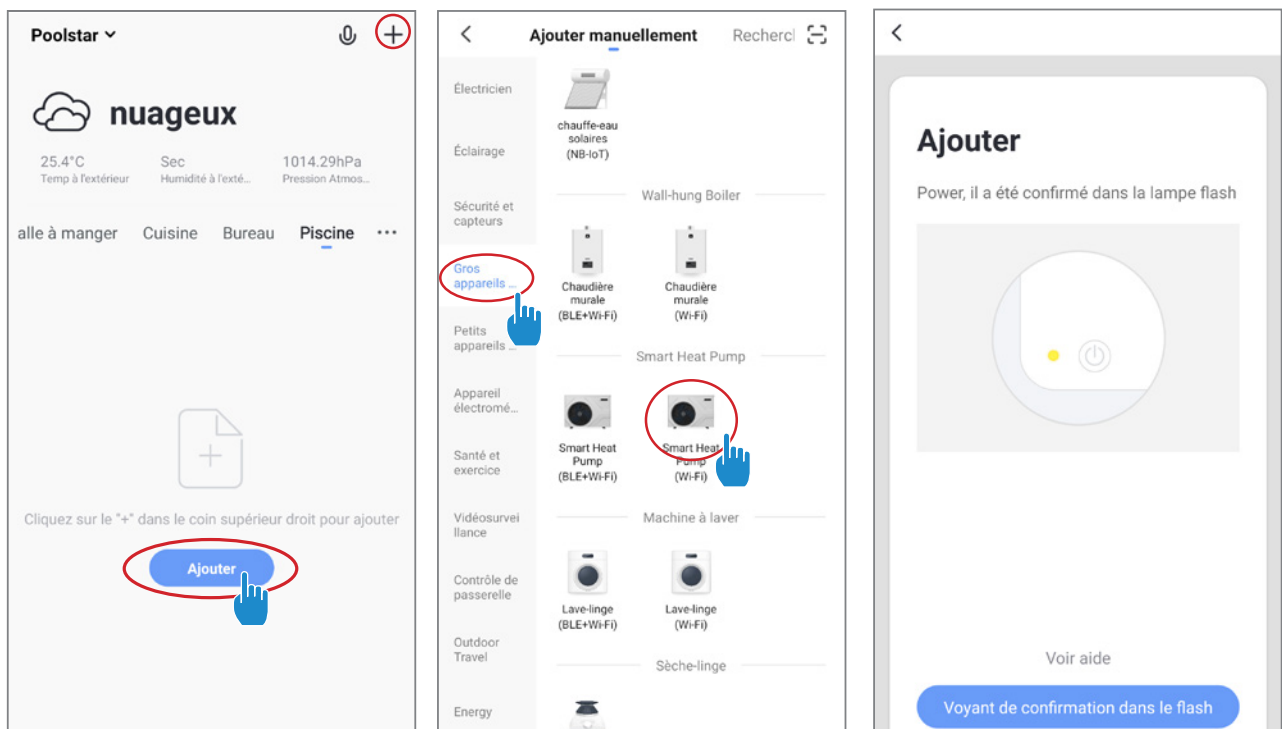 Poolstar
nuageux
25.4°C Sec 1014.29hPa
Temp à l'extérieur Humidité à l'exté... Pression Atmos...
alle à manger Cuisine Bureau Piscine ...
Cliquez sur le "+" dans le coin supérieur droit pour ajouter
Ajouter
Ajouter manuellement Rechercl
Électricien
Éclairage
Sécurité et
capteurs
Gros
appareils ...
Petits
appareils ...
Appareil
électromé...
Santé et
exercice
Vidéosurvei
llance
Contrôle de
passerelle
Outdoor
Travel
Energy
chauffe-eau
solaires
(NB-IoT)
Wall-hung Boiler
Chaudière
murale
(BLE+Wi-Fi)
Chaudière
murale
(Wi-Fi)
Smart Heat Pump
Smart Heat
Pump
(BLE+Wi-Fi)
Smart Heat
Pump
(Wi-Fi)
Machine à laver
Lave-linge
(BLE+Wi-Fi)
Lave-linge
(Wi-Fi)
Sèche-linge
Ajouter
Power, il a été confirmé dans la lampe flash
Voir aide
Voyant de confirmation dans le flash